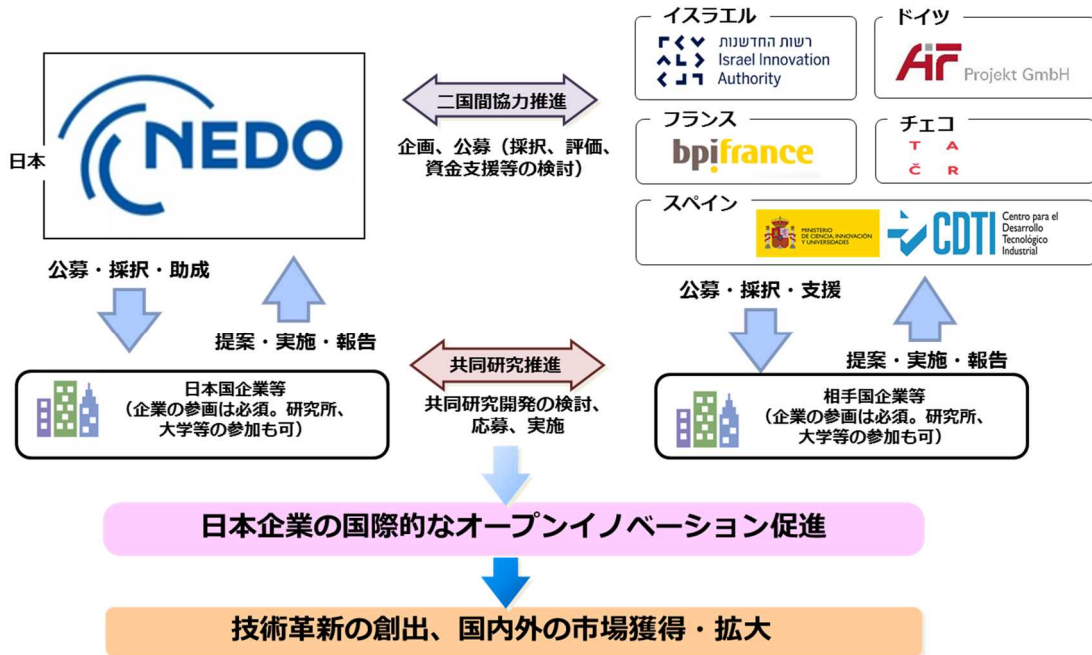 日本
NEDO
二国間協力推進
企画、公募(採択、評価、
資金支援等の検討)
イスラエル
רשות החדשנות
Israel Innovation
Authority
ドイツ
AiF
Projekt GmbH
フランス
bpifrance
チェコ
T A
Č R
スペイン
MINISTERIO
DE CIENCIA, INNOVACIÓN
Y UNIVERSIDADES
CDTI
Centro para el
Desarrollo
Tecnológico
Industrial
公募・採択・助成
提案・実施・報告
公募・採択・支援
提案・実施・報告
日本国企業等
(企業の参画は必須。研究所、
大学等の参加も可)
共同研究推進
共同研究開発の検討、
応募、実施
相手国企業等
(企業の参画は必須。研究所、
大学等の参加も可)
日本企業の国際的なオープンイノベーション促進
技術革新の創出、国内外の市場獲得・拡大